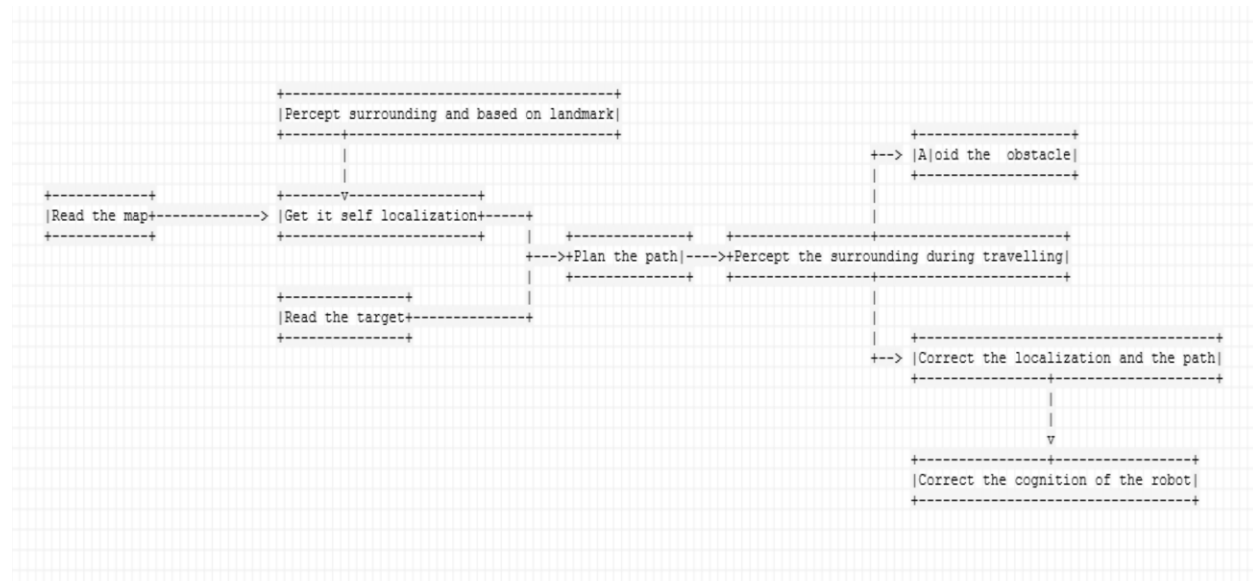 Percept surrounding and based on landmark
A|oid the  obstacle
Read the map
Get it self localization
Plan the path
Percept the surrounding during travelling
Read the target
Correct the localization and the path
Correct the cognition of the robot